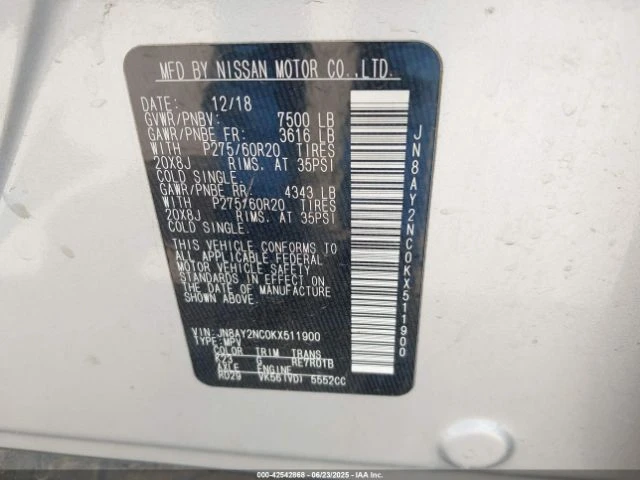 MFD BY NISSAN MOTOR CO.,LTD.
DATE: 12/18
GVWR/PNBV: 7500 LB
GAWR/PNBE FR: 3616 LB
WITH P275/60R20 TIRES
20X8J RIMS, AT 35PSI
COLD SINGLE.
GAWR/PNBE RR: 4343 LB
WITH P275/60R20 TIRES
20X8J RIMS, AT 35PSI
COLD SINGLE.
THIS VEHICLE CONFORMS TO
ALL APPLICABLE FEDERAL
MOTOR VEHICLE SAFETY
STANDARDS IN EFFECT ON
THE DATE OF MANUFACTURE
SHOWN ABOVE.
VIN: JN8AY2NC0KX511900
TYPE: MPV
COLOR TRIM TRANS
K23 G RE7R01B
AXLE ENGINE
RD29 VK56(VD) 5552CC
JN8AY2NC0KX511900
000-42542868 - 06/23/2025 - IAA Inc.